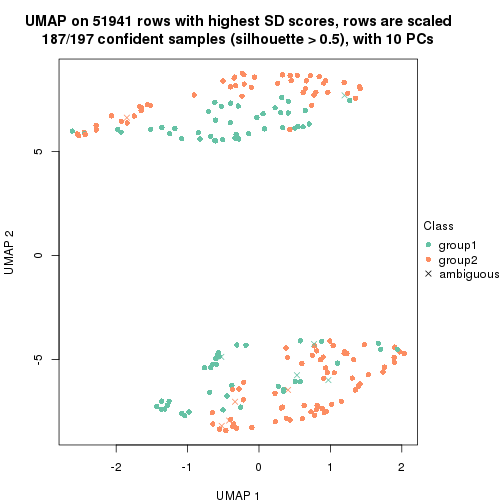 UMAP on 51941 rows with highest SD scores, rows are scaled
187/197 confident samples (silhouette > 0.5), with 10 PCs
5
0
-5
UMAP 2
-2
-1
0
1
2
UMAP 1
Class
group1
group2
ambiguous